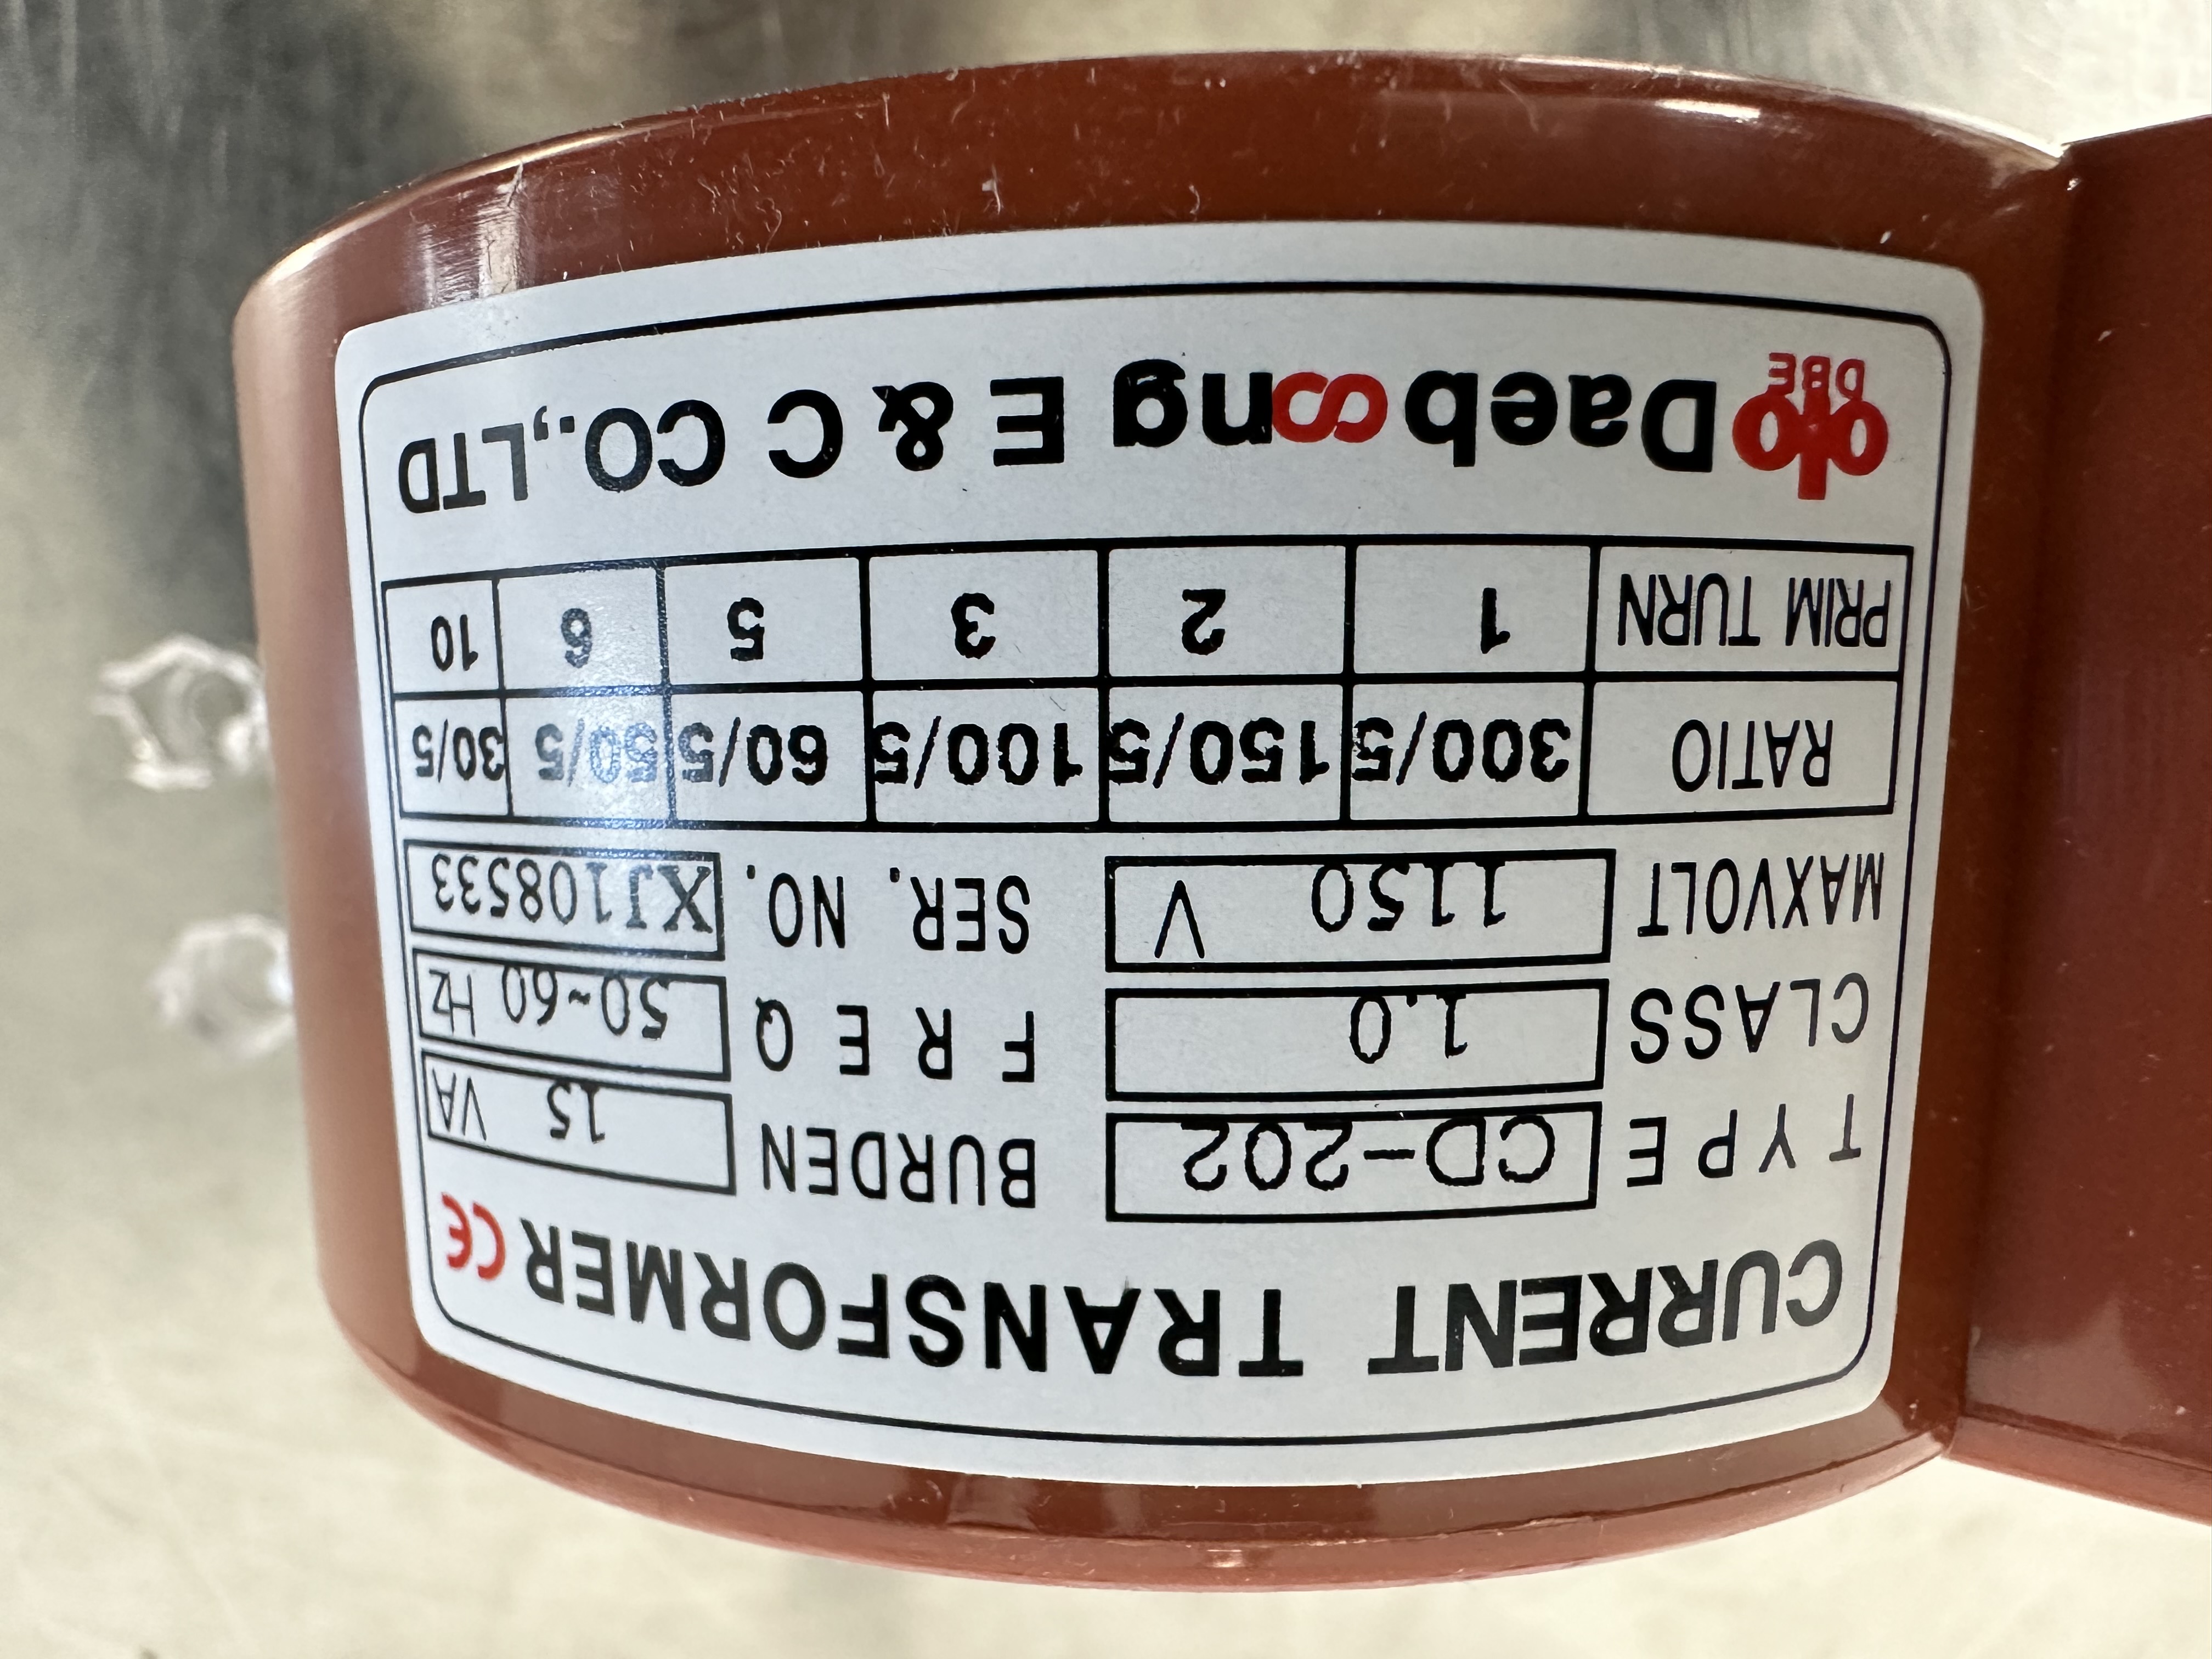 CURRENT TRANSFORMER CE
TYPE CD-202 BURDEN 15 VA
CLASS 1.0 FREQ 50~60 Hz
MAXVOLT 1150 V SER. NO. XJ108533
RATIO 300/5 150/5 100/5 60/5 50/5 30/5
PRIM TURN 1 2 3 5 6 10
DBE Daeboong E & C CO.,LTD